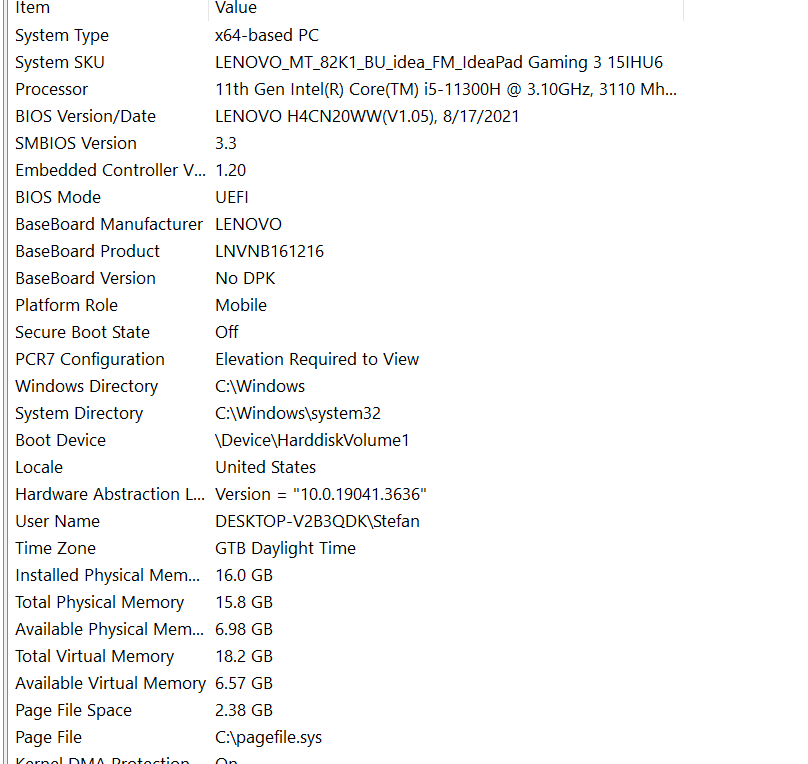 Item Value
System Type x64-based PC
System SKU LENOVO_MT_82K1_BU_idea_FM_IdeaPad Gaming 3 15IHU6
Processor 11th Gen Intel(R) Core(TM) i5-11300H @ 3.10GHz, 3110 Mh...
BIOS Version/Date LENOVO H4CN20WW(V1.05), 8/17/2021
SMBIOS Version 3.3
Embedded Controller V... 1.20
BIOS Mode UEFI
BaseBoard Manufacturer LENOVO
BaseBoard Product LNVNB161216
BaseBoard Version No DPK
Platform Role Mobile
Secure Boot State Off
PCR7 Configuration Elevation Required to View
Windows Directory C:\Windows
System Directory C:\Windows\system32
Boot Device \Device\HarddiskVolume1
Locale United States
Hardware Abstraction L... Version = "10.0.19041.3636"
User Name DESKTOP-V2B3QDK\Stefan
Time Zone GTB Daylight Time
Installed Physical Mem... 16.0 GB
Total Physical Memory 15.8 GB
Available Physical Mem... 6.98 GB
Total Virtual Memory 18.2 GB
Available Virtual Memory 6.57 GB
Page File Space 2.38 GB
Page File C:\pagefile.sys
Kernel DMA Protection On